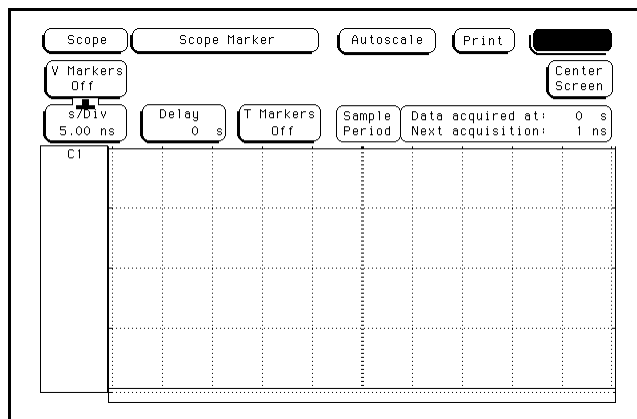 Scope
Scope Marker
Autoscale
Print
V Markers
Off
Center
Screen
s/Div
5.00 ns
Delay
0 s
T Markers
Off
Sample
Period
Data acquired at: 0 s
Next acquisition: 1 ns
C1